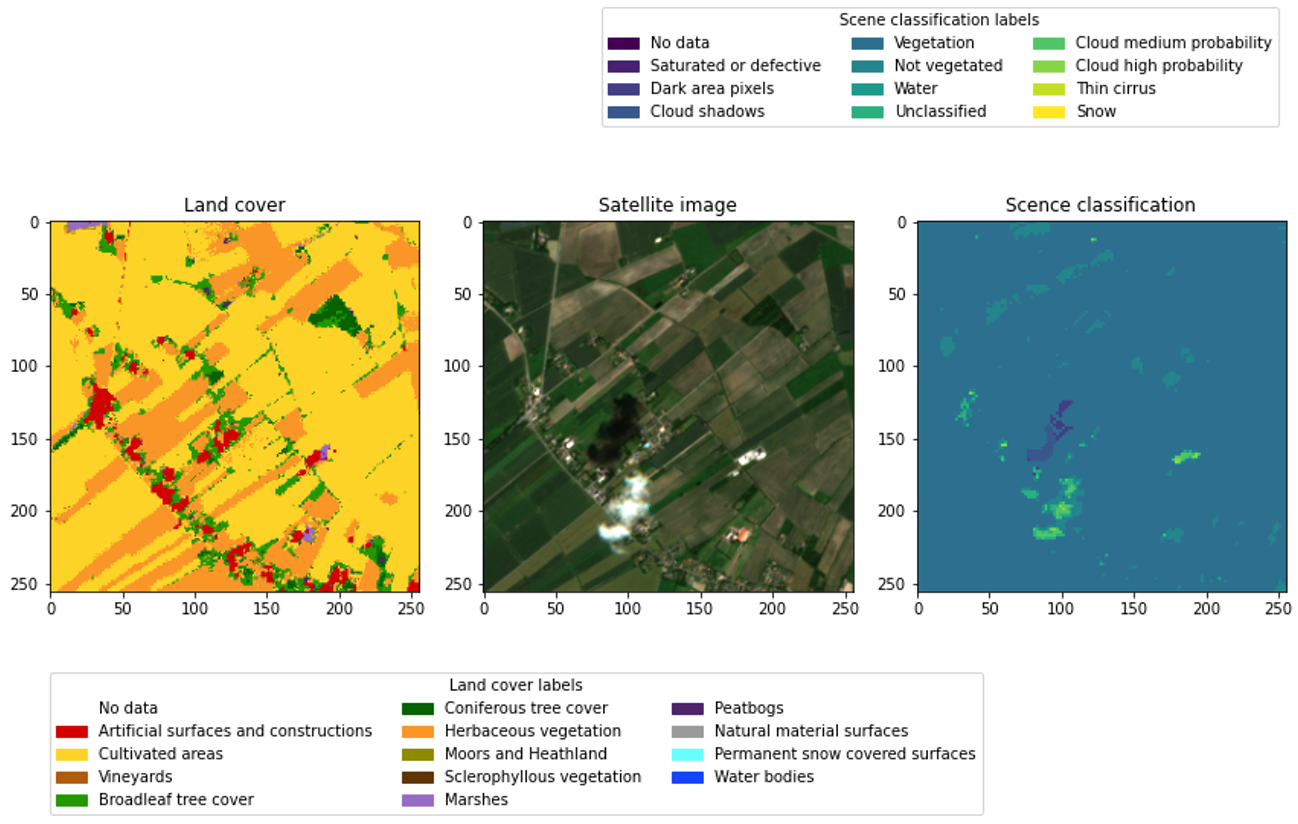 Scene classification labels
No data
Saturated or defective
Dark area pixels
Cloud shadows
Vegetation
Not vegetated
Water
Unclassified
Cloud medium probability
Cloud high probability
Thin cirrus
Snow
Land cover
0
50
100
150
200
250
0 50 100 150 200 250
Satellite image
0
50
100
150
200
250
0 50 100 150 200 250
Scence classification
0
50
100
150
200
250
0 50 100 150 200 250
Land cover labels
No data
Artificial surfaces and constructions
Cultivated areas
Vineyards
Broadleaf tree cover
Coniferous tree cover
Herbaceous vegetation
Moors and Heathland
Sclerophyllous vegetation
Marshes
Peatbogs
Natural material surfaces
Permanent snow covered surfaces
Water bodies